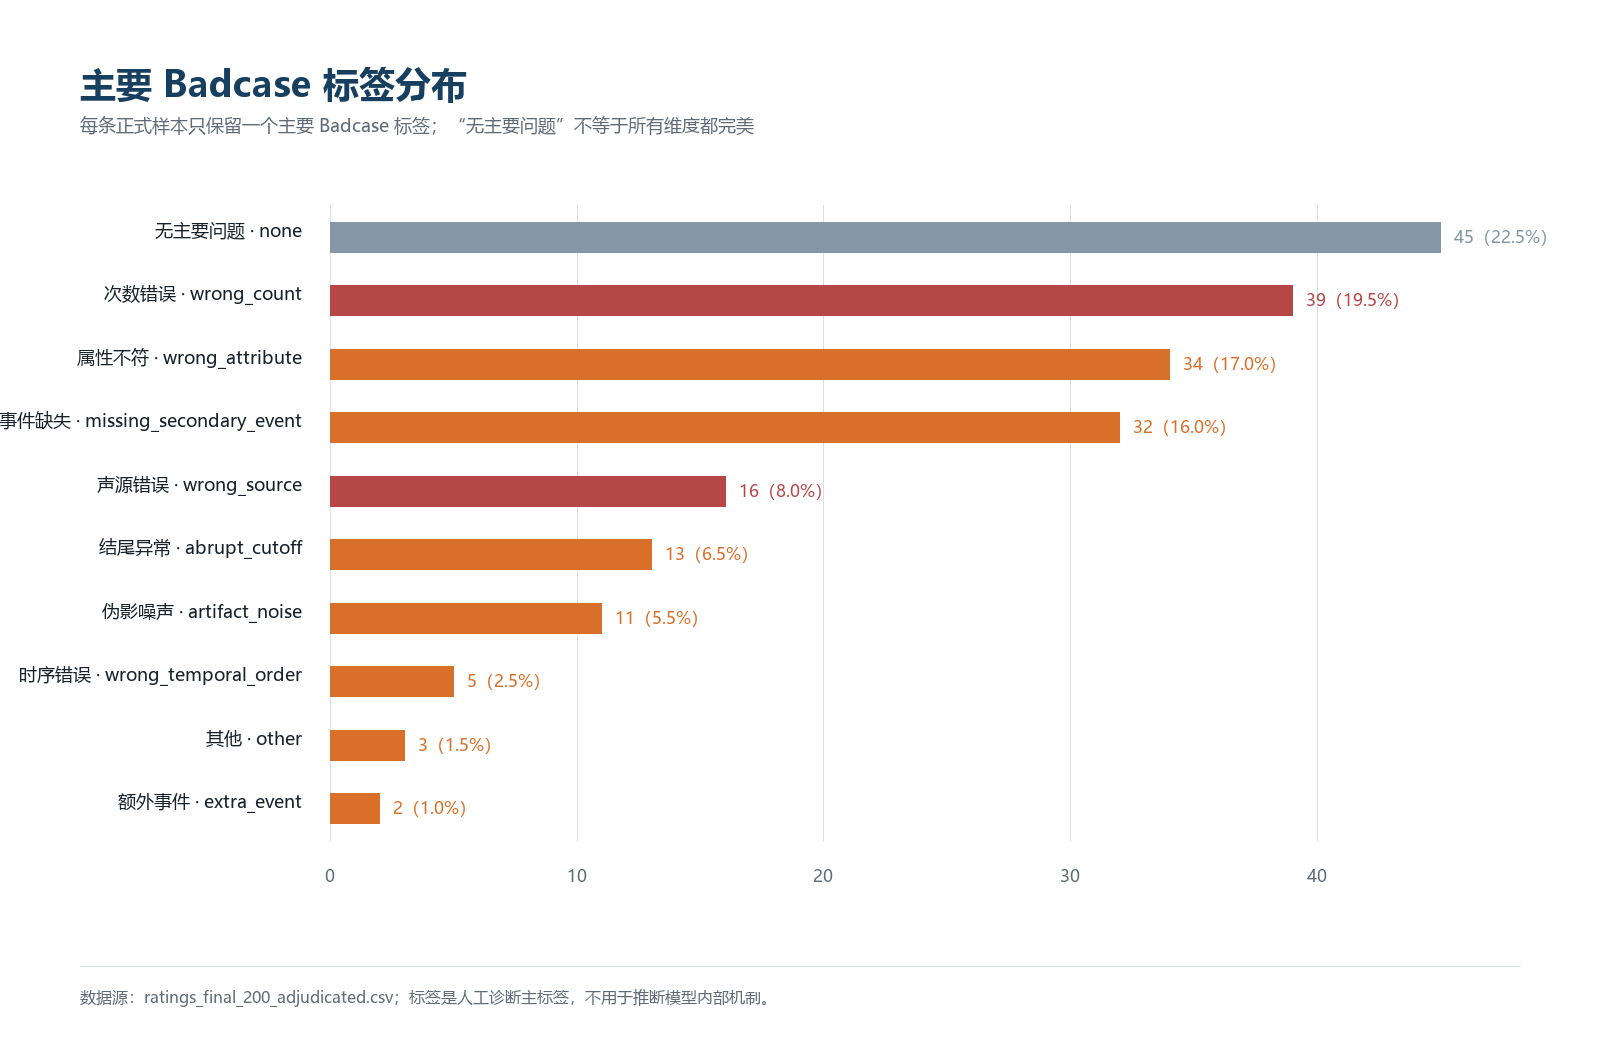 主要 Badcase 标签分布
每条正式样本只保留一个主要 Badcase 标签；“无主要问题”不等于所有维度都完美
无主要问题 · none
45（22.5%）
次数错误 · wrong_count
39（19.5%）
属性不符 · wrong_attribute
34（17.0%）
事件缺失 · missing_secondary_event
32（16.0%）
声源错误 · wrong_source
16（8.0%）
结尾异常 · abrupt_cutoff
13（6.5%）
伪影噪声 · artifact_noise
11（5.5%）
时序错误 · wrong_temporal_order
5（2.5%）
其他 · other
3（1.5%）
额外事件 · extra_event
2（1.0%）
0 10 20 30 40
数据源：ratings_final_200_adjudicated.csv；标签是人工诊断主标签，不用于推断模型内部机制。